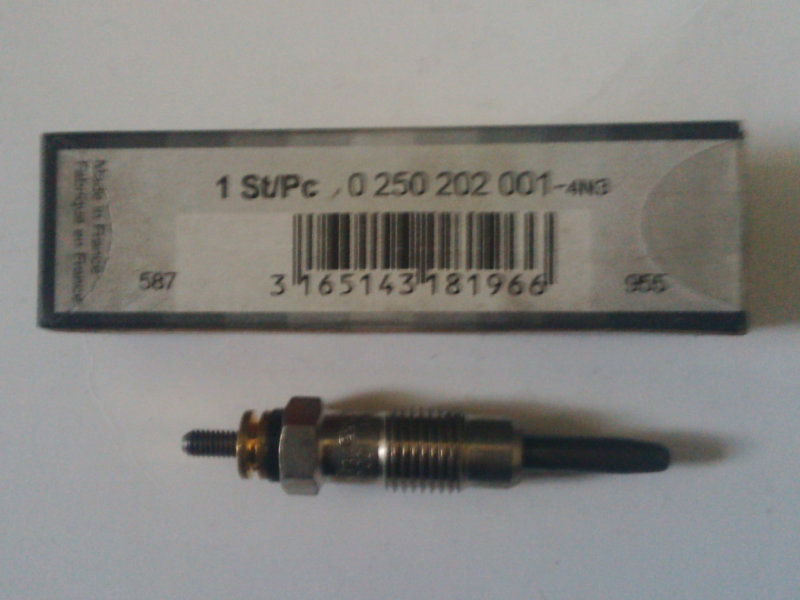 Made in France
Fabriqué en France
1 St/Pc 0 250 202 001-4N3
587
3 165143 181966
955